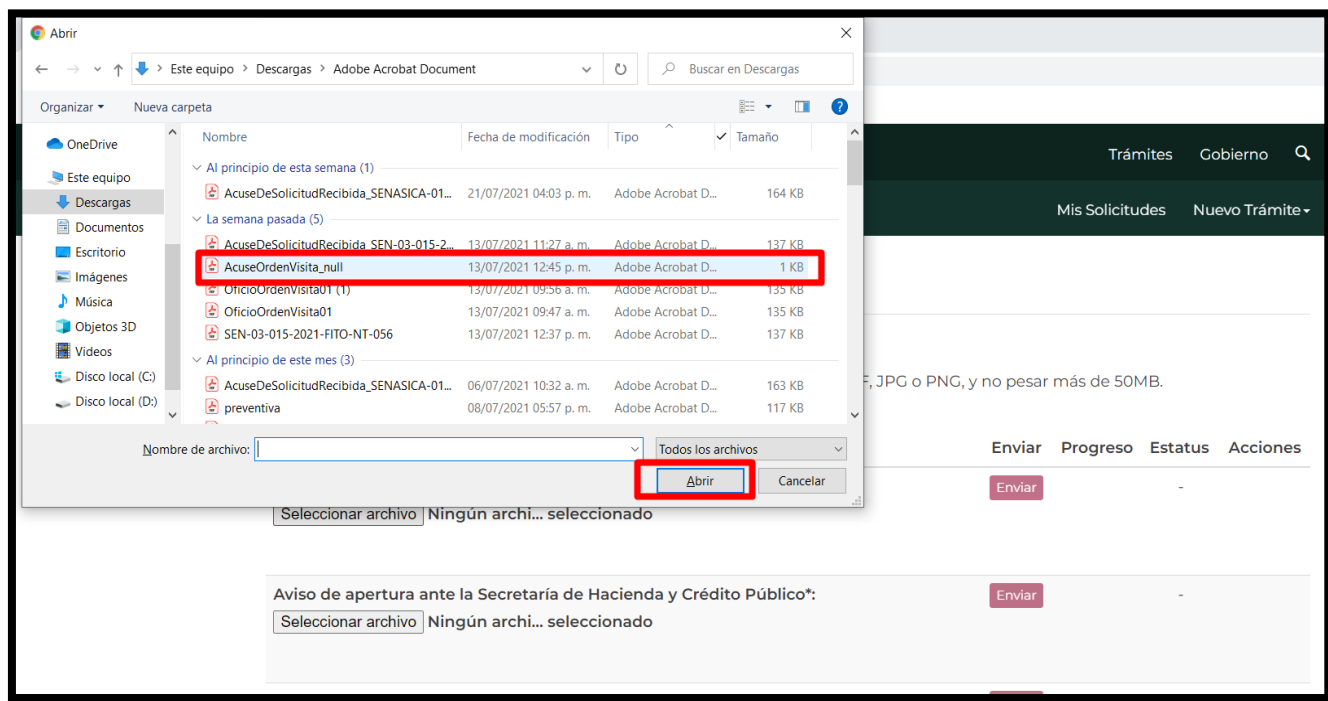 Abrir
Este equipo > Descargas > Adobe Acrobat Document
Buscar en Descargas
Organizar
Nueva carpeta
OneDrive
Este equipo
Descargas
Documentos
Escritorio
Imágenes
Música
Objetos 3D
Videos
Disco local (C:)
Disco local (D:)
Nombre Fecha de modificación Tipo Tamaño
Al principio de esta semana (1)
AcuseDeSolicitudRecibida_SENASICA-01... 21/07/2021 04:03 p. m. Adobe Acrobat D... 164 KB
La semana pasada (5)
AcuseDeSolicitudRecibida_SEN-03-015-2... 13/07/2021 11:27 a. m. Adobe Acrobat D... 137 KB
AcuseOrdenVisita_null 13/07/2021 12:45 p. m. Adobe Acrobat D... 1 KB
OficioOrdenVisita01 (1) 13/07/2021 09:56 a. m. Adobe Acrobat D... 135 KB
OficioOrdenVisita01 13/07/2021 09:47 a. m. Adobe Acrobat D... 135 KB
SEN-03-015-2021-FITO-NT-056 13/07/2021 12:37 p. m. Adobe Acrobat D... 137 KB
Al principio de este mes (3)
AcuseDeSolicitudRecibida_SENASICA-01... 06/07/2021 10:32 a. m. Adobe Acrobat D... 163 KB
preventiva 08/07/2021 05:57 p. m. Adobe Acrobat D... 117 KB
Nombre de archivo: Todos los archivos
Abrir Cancelar
Trámites Gobierno
Mis Solicitudes Nuevo Trámite
, JPG o PNG, y no pesar más de 50MB.
Enviar Progreso Estatus Acciones
Enviar -
Seleccionar archivo Ningún archi... seleccionado
Aviso de apertura ante la Secretaría de Hacienda y Crédito Público*: Enviar -
Seleccionar archivo Ningún archi... seleccionado